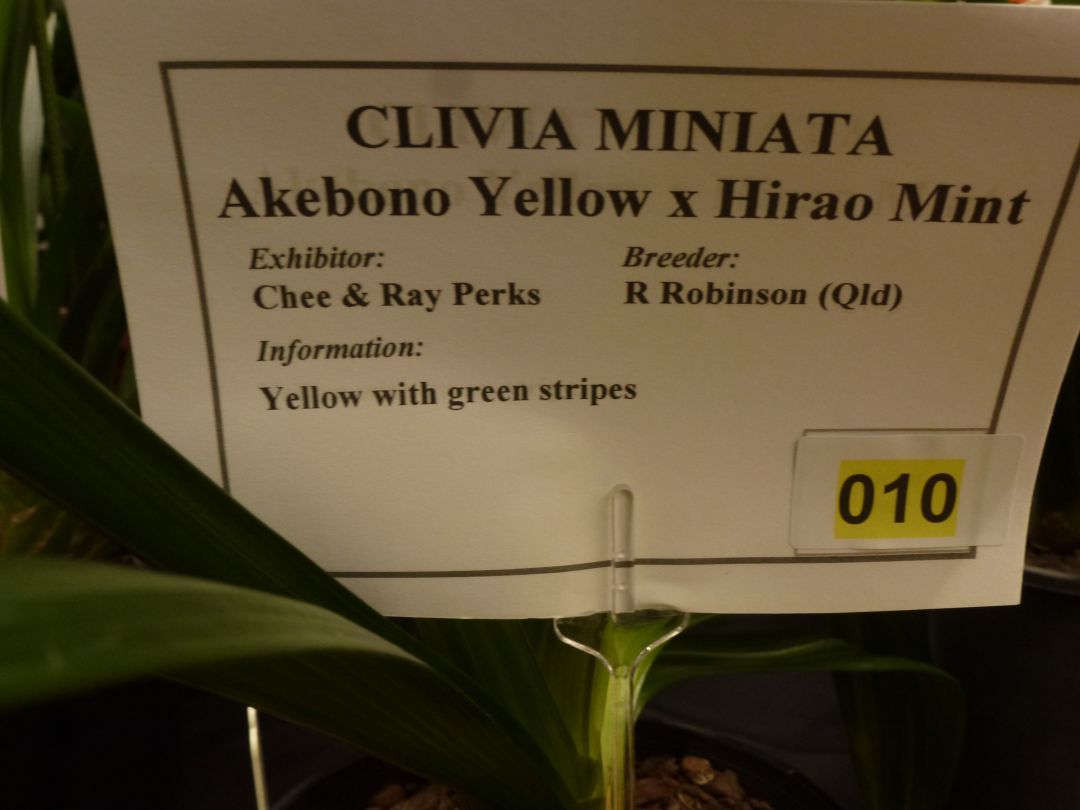 CLIVIA MINIATA
Akebono Yellow x Hirao Mint
Exhibitor: Breeder:
Chee & Ray Perks R Robinson (Qld)
Information:
Yellow with green stripes
010